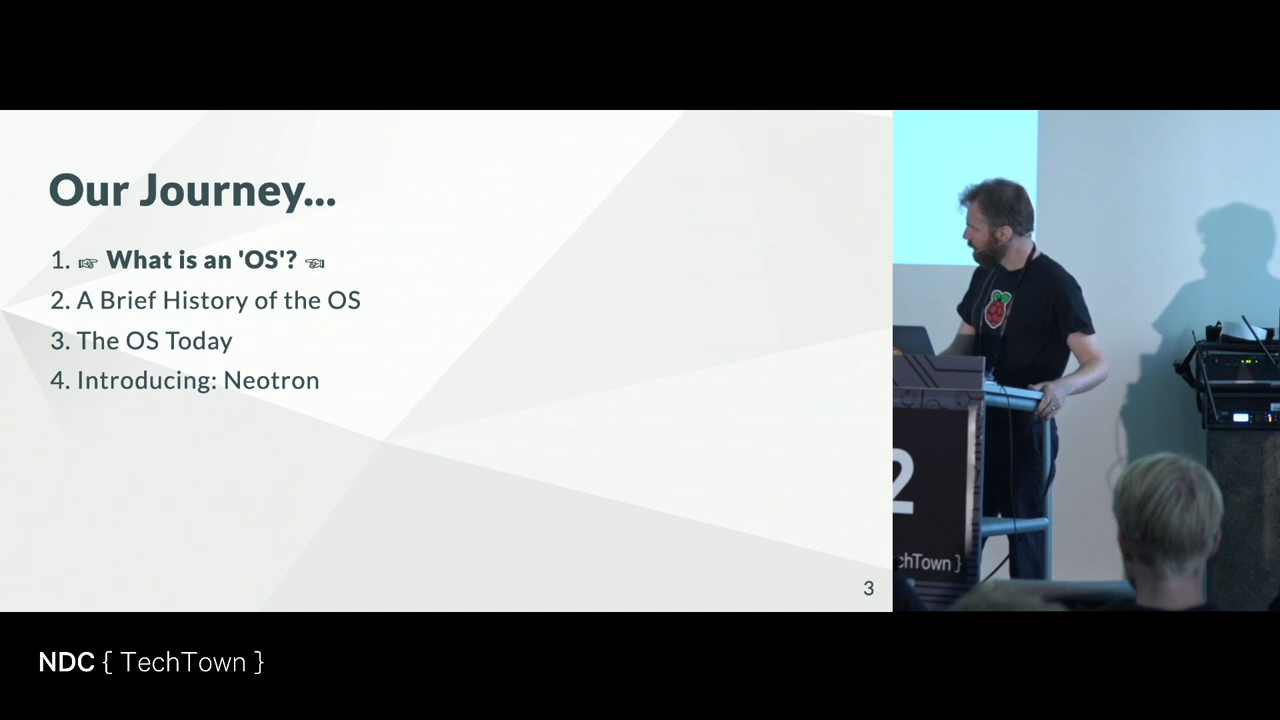 Our Journey...
1. ☞ What is an 'OS'? ☜
2. A Brief History of the OS
3. The OS Today
4. Introducing: Neotron
3
2
chTown }
NDC { TechTown }